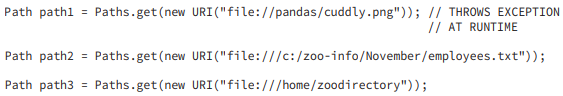 Path path1 = Paths.get(new URI("file://pandas/cuddly.png")); // THROWS EXCEPTION
// AT RUNTIME
Path path2 = Paths.get(new URI("file:///c:/zoo-info/November/employees.txt"));
Path path3 = Paths.get(new URI("file:///home/zoodirectory"));